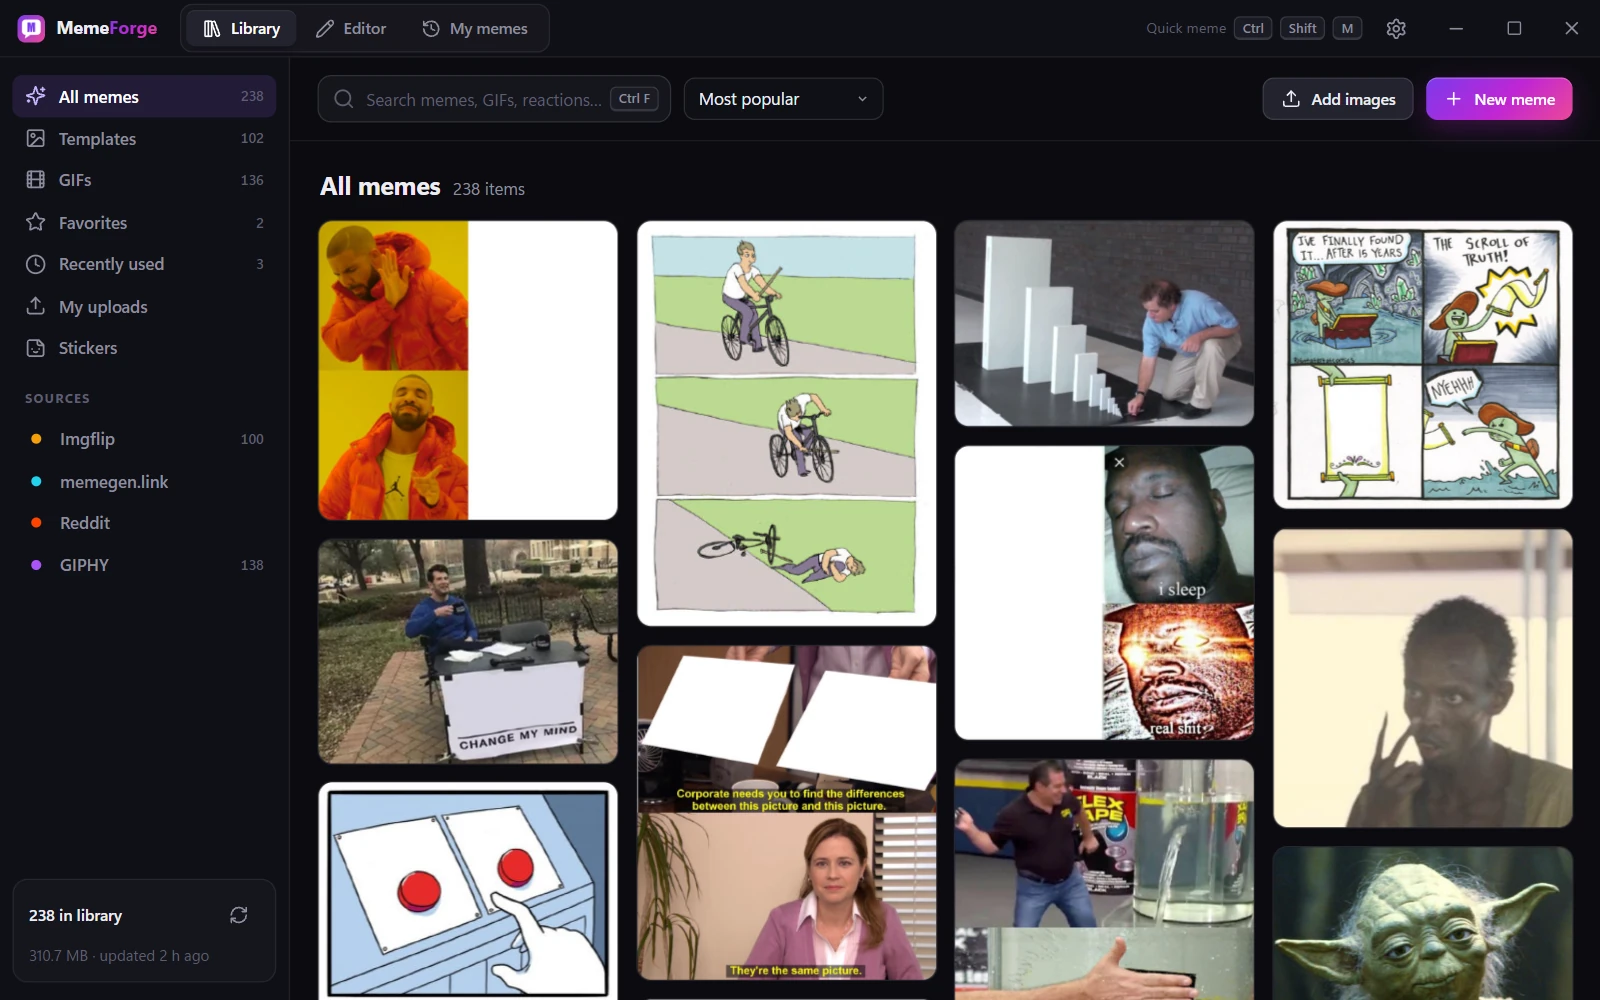 MemeForge
Library
Editor
My memes
Quick meme
Ctrl
Shift
M
All memes 238
Templates 102
GIFs 136
Favorites 2
Recently used 3
My uploads
Stickers
SOURCES
Imgflip 100
memegen.link
Reddit
GIPHY 138
238 in library
310.7 MB · updated 2 h ago
Search memes, GIFs, reactions...
Ctrl F
Most popular
Add images
New meme
All memes 238 items
CHANGE MY MIND
Corporate needs you to find the differences
between this picture and this picture.
They're the same picture.
i sleep
real shit
FLEX
TAPE
I'VE FINALLY FOUND
IT... AFTER 15 YEARS
THE SCROLL OF
TRUTH!
NYEHHH